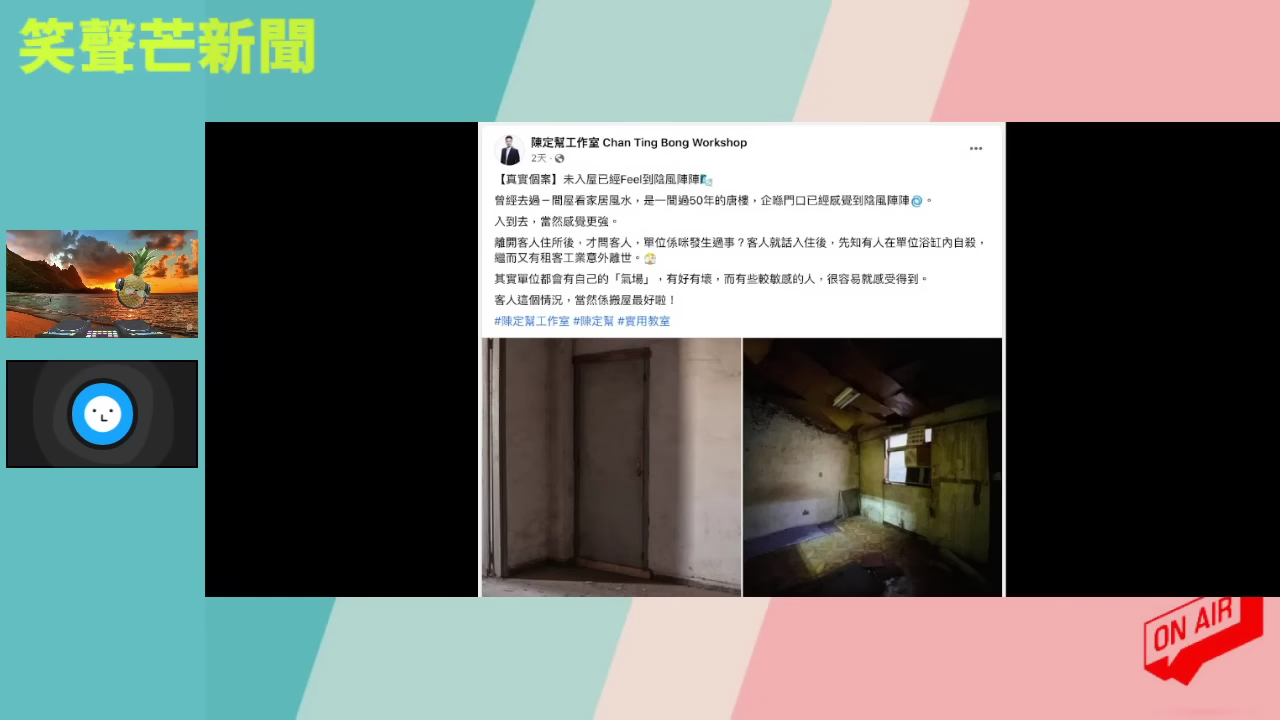 笑聲芒新聞
陳定幫工作室 Chan Ting Bong Workshop
2天 ·
【真實個案】未入屋已經Feel到陰風陣陣
曾經去過一間屋看家居風水，是一間過50年的唐樓，企喺門口已經感覺到陰風陣陣。
入到去，當然感覺更強。
離開客人住所後，才問客人，單位係咪發生過事？客人就話入住後，先知有人在單位浴缸內自殺，
繼而又有租客工業意外離世。
其實單位都會有自己的「氣場」，有好有壞，而有些較敏感的人，很容易就感受得到。
客人這個情況，當然係搬屋最好啦！
#陳定幫工作室 #陳定幫 #實用教室
ON AIR